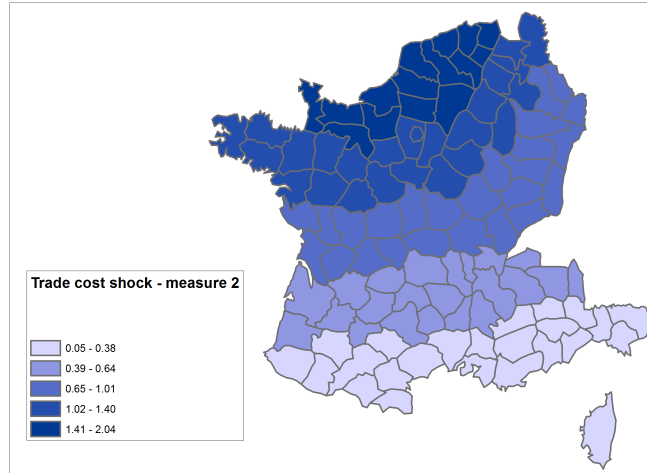 Trade cost shock - measure 2
0.05 - 0.38
0.39 - 0.64
0.65 - 1.01
1.02 - 1.40
1.41 - 2.04